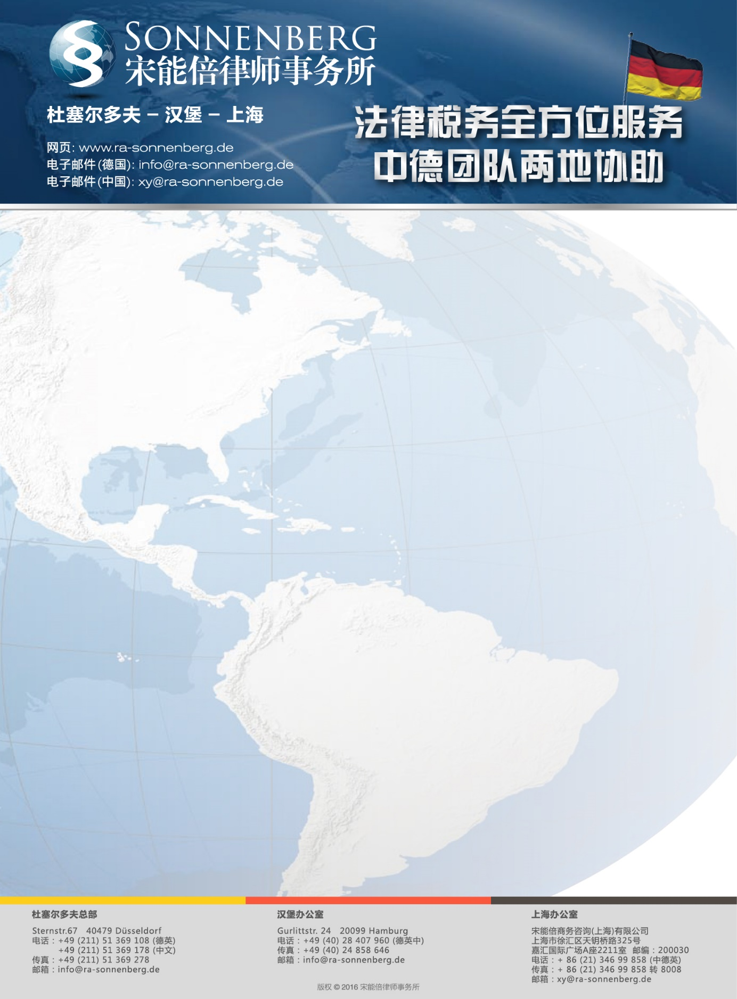 SONNENBERG
宋能倍律师事务所
杜塞尔多夫 – 汉堡 – 上海
网页: www.ra-sonnenberg.de
电子邮件(德国): info@ra-sonnenberg.de
电子邮件(中国): xy@ra-sonnenberg.de
法律税务全方位服务
中德团队两地协助
杜塞尔多夫总部
Sternstr.67 40479 Düsseldorf
电话：+49 (211) 51 369 108 (德英)
+49 (211) 51 369 178 (中文)
传真：+49 (211) 51 369 278
邮箱：info@ra-sonnenberg.de
汉堡办公室
Gurlittstr. 24 20099 Hamburg
电话：+49 (40) 28 407 960 (德英中)
传真：+49 (40) 24 858 646
邮箱：info@ra-sonnenberg.de
上海办公室
宋能倍商务咨询(上海)有限公司
上海市徐汇区天钥桥路325号
嘉汇国际广场A座2211室 邮编：200030
电话：+ 86 (21) 346 99 858 (中德英)
传真：+ 86 (21) 346 99 858 转 8008
邮箱：xy@ra-sonnenberg.de
版权 © 2016 宋能倍律师事务所